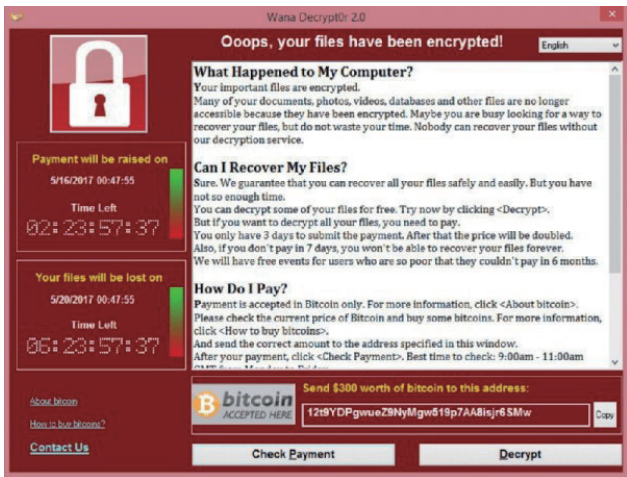 Wana Decrypt0r 2.0
Ooops, your files have been encrypted!
English
What Happened to My Computer?
Your important files are encrypted.
Many of your documents, photos, videos, databases and other files are no longer
accessible because they have been encrypted. Maybe you are busy looking for a way to
recover your files, but do not waste your time. Nobody can recover your files without
our decryption service.
Can I Recover My Files?
Sure. We guarantee that you can recover all your files safely and easily. But you have
not so enough time.
You can decrypt some of your files for free. Try now by clicking <Decrypt>.
But if you want to decrypt all your files, you need to pay.
You only have 3 days to submit the payment. After that the price will be doubled.
Also, if you don't pay in 7 days, you won't be able to recover your files forever.
We will have free events for users who are so poor that they couldn't pay in 6 months.
How Do I Pay?
Payment is accepted in Bitcoin only. For more information, click <About bitcoin>.
Please check the current price of Bitcoin and buy some bitcoins. For more information,
click <How to buy bitcoins>.
And send the correct amount to the address specified in this window.
After your payment, click <Check Payment>. Best time to check: 9:00am - 11:00am
GMT from Monday to Friday.
Payment will be raised on
5/16/2017 00:47:55
Time Left
02:23:57:37
Your files will be lost on
5/20/2017 00:47:55
Time Left
06:23:57:37
About bitcoin
How to buy bitcoins?
Contact Us
bitcoin
ACCEPTED HERE
Send $300 worth of bitcoin to this address:
12t9YDPgwueZ9NyMgw519p7AA8isjr6SMw
Copy
Check Payment
Decrypt